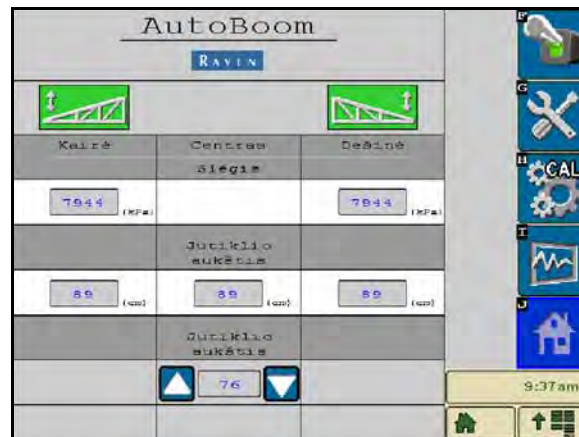 AutoBoom
RAVEN
Kairė Centras Dešinė
Slėgis
7944 (kPa) 7944 (kPa)
Jutiklio
aukštis
89 (cm) 89 (cm) 89 (cm)
Jutiklio
aukštis
76
F
G
H
CAL
I
J
9:37am